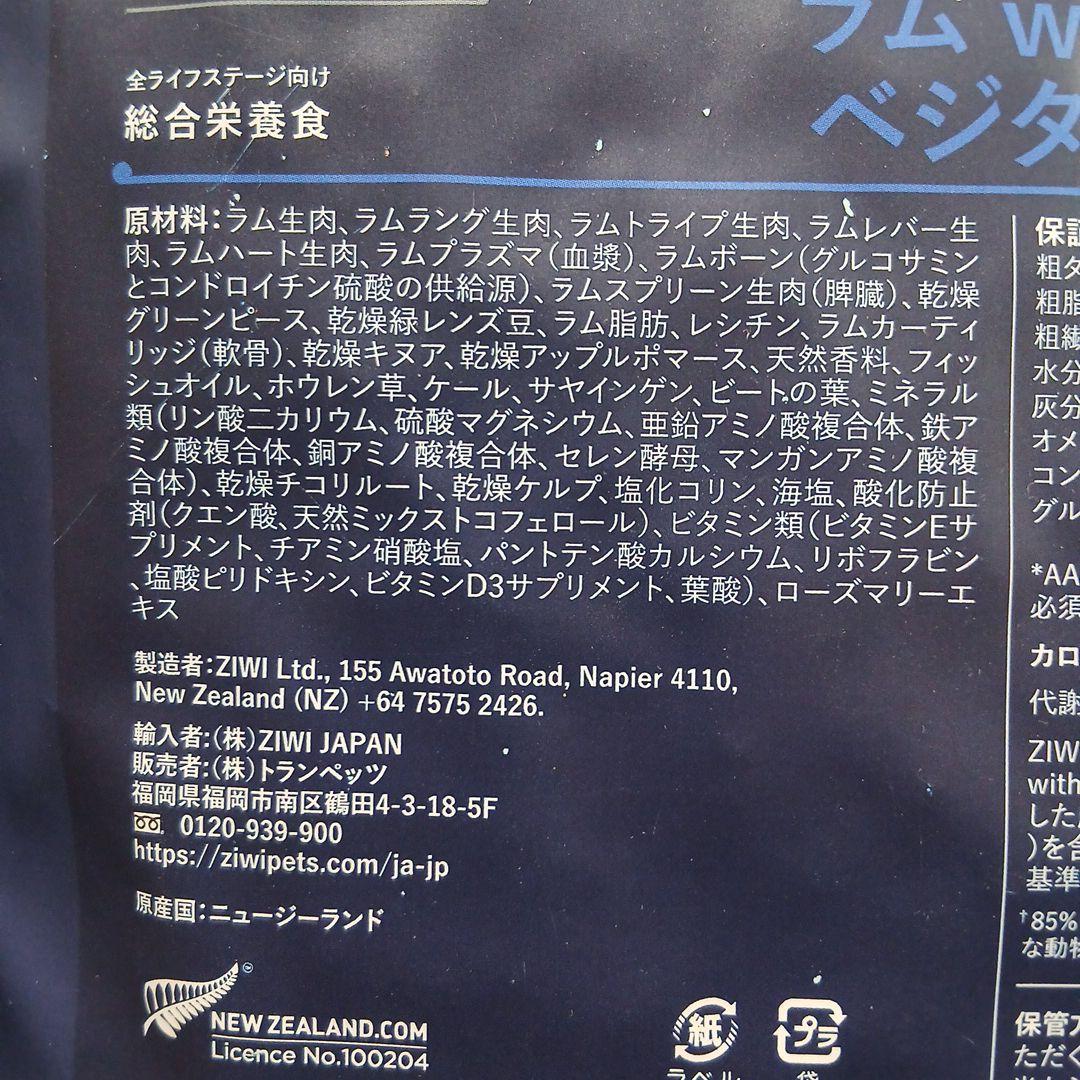 全ライフステージ向け
総合栄養食
ラム w
ベジタ
原材料:ラム生肉、ラムラング生肉、ラムトライプ生肉、ラムレバー生
肉、ラムハート生肉、ラムプラズマ(血漿)、ラムボーン(グルコサミン
とコンドロイチン硫酸の供給源)、ラムスプリーン生肉(脾臓)、乾燥
グリーンピース、乾燥緑レンズ豆、ラム脂肪、レシチン、ラムカーティ
リッジ(軟骨)、乾燥キヌア、乾燥アップルポマース、天然香料、フィッ
シュオイル、ホウレン草、ケール、サヤインゲン、ビートの葉、ミネラル
類(リン酸二カリウム、硫酸マグネシウム、亜鉛アミノ酸複合体、鉄ア
ミノ酸複合体、銅アミノ酸複合体、セレン酵母、マンガンアミノ酸複
合体)、乾燥チコリルート、乾燥ケルプ、塩化コリン、海塩、酸化防止
剤(クエン酸、天然ミックストコフェロール)、ビタミン類(ビタミンEサ
プリメント、チアミン硝酸塩、パントテン酸カルシウム、リボフラビン
、塩酸ピリドキシン、ビタミンD3サプリメント、葉酸)、ローズマリーエ
キス
製造者:ZIWI Ltd., 155 Awatoto Road, Napier 4110,
New Zealand (NZ) +64 7575 2426.
輸入者:(株)ZIWI JAPAN
販売者:(株)トランペッツ
福岡県福岡市南区鶴田4-3-18-5F
0120-939-900
https://ziwipets.com/ja-jp
原産国:ニュージーランド
NEW ZEALAND.COM
Licence No.100204
紙
ラベル
プラ
袋
保証
粗タ
粗脂
粗繊
水分
灰分
オメ
コン
グル
*AA
必須
カロ
代謝
ZIW
with
した
)を含
基準
†85%
な動物
保管方
ただく